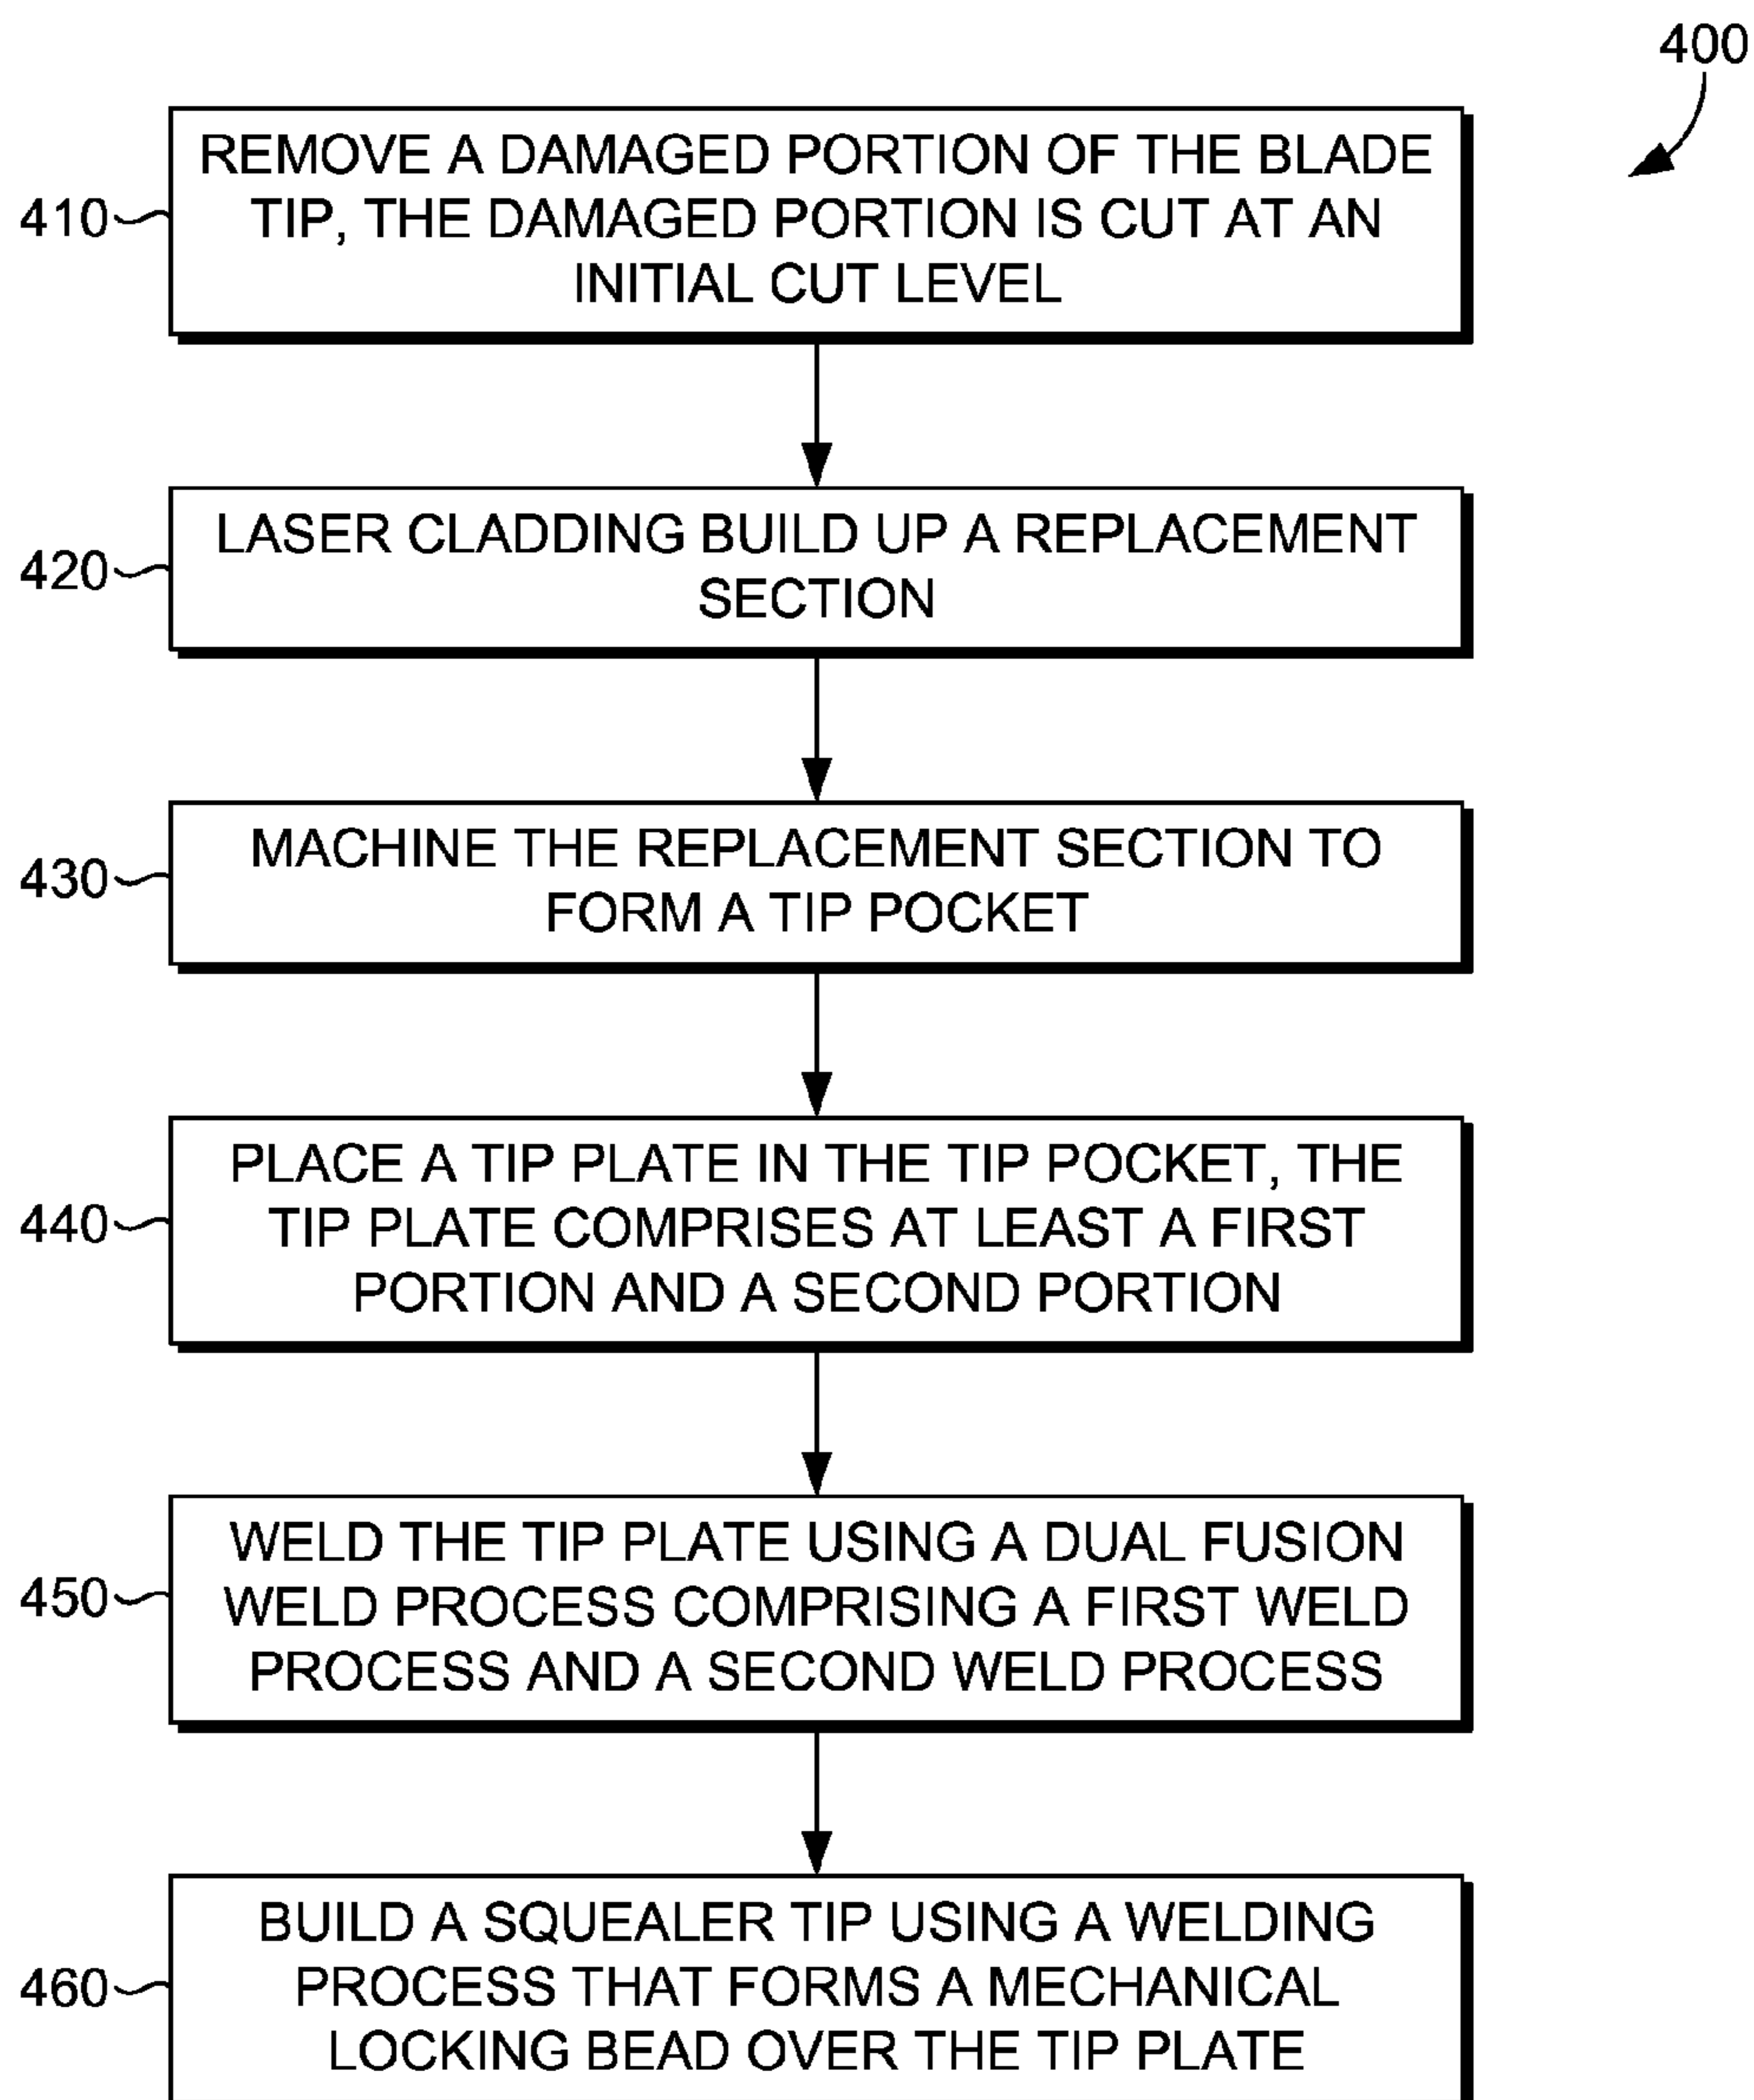 400
410
REMOVE A DAMAGED PORTION OF THE BLADE
TIP, THE DAMAGED PORTION IS CUT AT AN
INITIAL CUT LEVEL
420
LASER CLADDING BUILD UP A REPLACEMENT
SECTION
430
MACHINE THE REPLACEMENT SECTION TO
FORM A TIP POCKET
440
PLACE A TIP PLATE IN THE TIP POCKET, THE
TIP PLATE COMPRISES AT LEAST A FIRST
PORTION AND A SECOND PORTION
450
WELD THE TIP PLATE USING A DUAL FUSION
WELD PROCESS COMPRISING A FIRST WELD
PROCESS AND A SECOND WELD PROCESS
460
BUILD A SQUEALER TIP USING A WELDING
PROCESS THAT FORMS A MECHANICAL
LOCKING BEAD OVER THE TIP PLATE